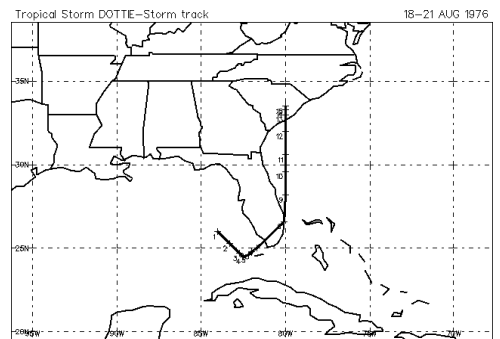 Tropical Storm DOTTIE-Storm track 18-21 AUG 1976
35N
30N
25N
20N
95W 90W 85W 80W 75W 70W